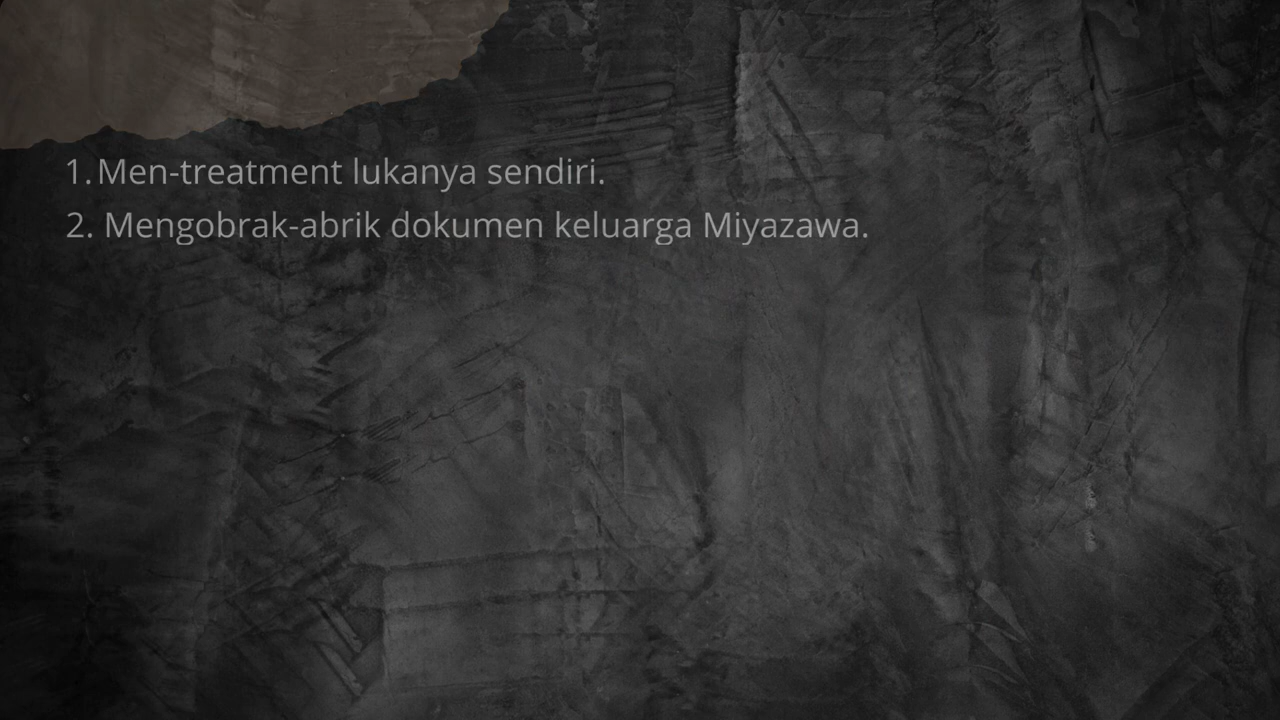 1. Men-treatment lukanya sendiri.
2. Mengobrak-abrik dokumen keluarga Miyazawa.